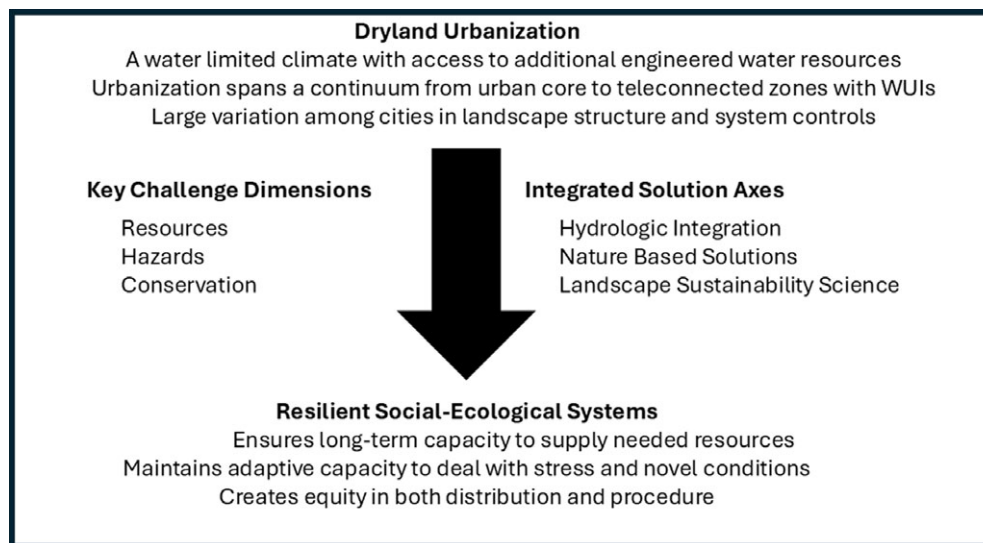 Dryland Urbanization
A water limited climate with access to additional engineered water resources
Urbanization spans a continuum from urban core to teleconnected zones with WUIs
Large variation among cities in landscape structure and system controls
Key Challenge Dimensions
Resources
Hazards
Conservation
Integrated Solution Axes
Hydrologic Integration
Nature Based Solutions
Landscape Sustainability Science
Resilient Social-Ecological Systems
Ensures long-term capacity to supply needed resources
Maintains adaptive capacity to deal with stress and novel conditions
Creates equity in both distribution and procedure